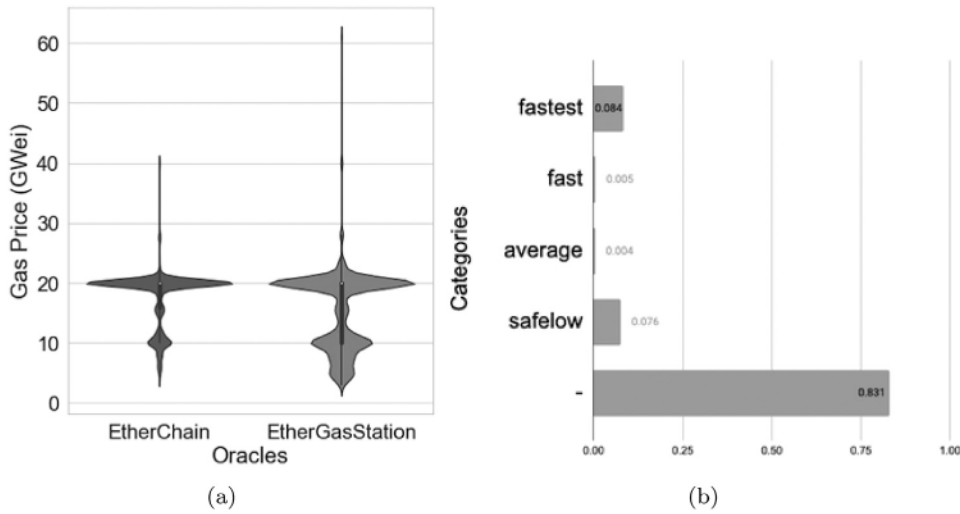 60
50
40
30
20
10
0
Gas Price (GWei)
EtherChain
EtherGasStation
Oracles
(a)
Categories
fastest
0.084
fast
0.005
average
0.004
safelow
0.076
-
0.831
0.00
0.25
0.50
0.75
1.00
(b)